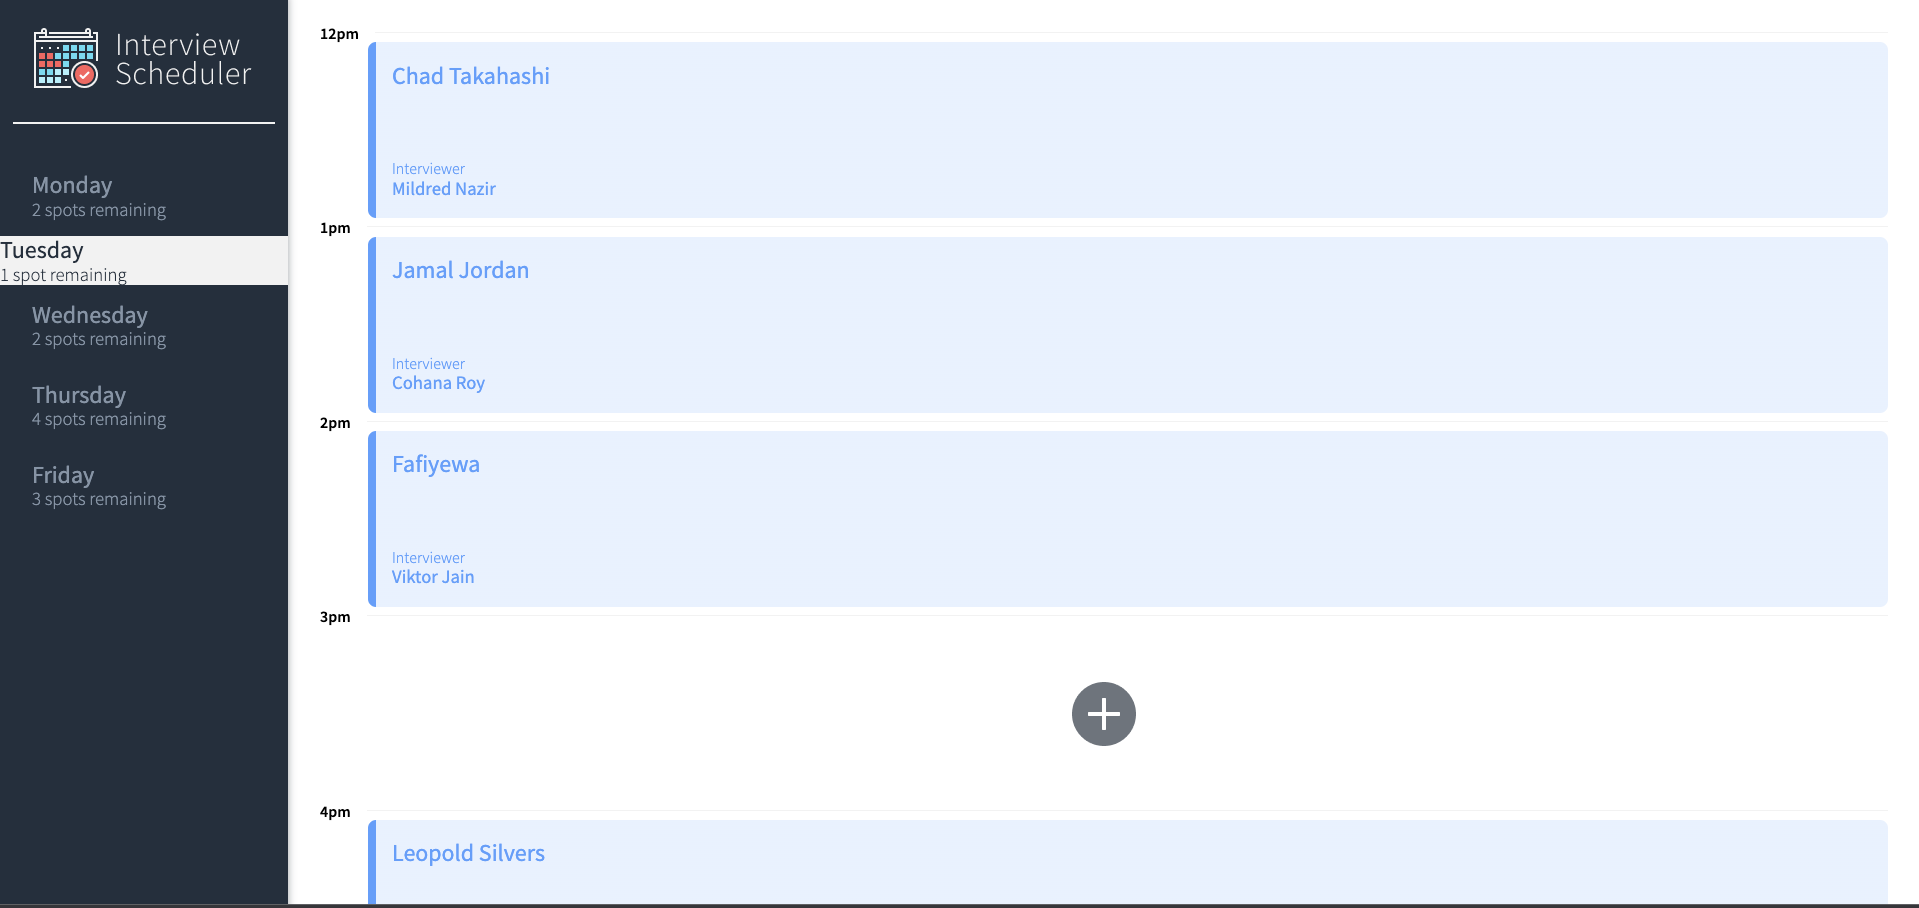 Interview
Scheduler
Monday
2 spots remaining
Tuesday
1 spot remaining
Wednesday
2 spots remaining
Thursday
4 spots remaining
Friday
3 spots remaining
12pm
Chad Takahashi
Interviewer
Mildred Nazir
1pm
Jamal Jordan
Interviewer
Cohana Roy
2pm
Fafiyewa
Interviewer
Viktor Jain
3pm
4pm
Leopold Silvers